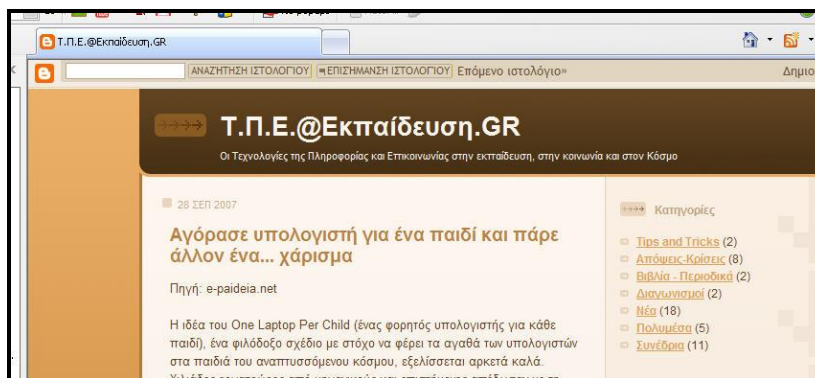 Τ.Π.Ε.@Εκπαίδευση.GR
ΑΝΑΖΉΤΗΣΗ ΙΣΤΟΛΟΓΊΟΥ ΕΠΙΣΉΜΑΝΣΗ ΙΣΤΟΛΟΓΊΟΥ Επόμενο ιστολόγιο»
Τ.Π.Ε.@Εκπαίδευση.GR
Οι Τεχνολογίες της Πληροφορίας και Επικοινωνίας στην εκπαίδευση, στην κοινωνία και στον Κόσμο
28 ΣΕΠ 2007
Αγόρασε υπολογιστή για ένα παιδί και πάρε
άλλον ένα... χάρισμα
Πηγή: e-paideia.net
Η ιδέα του One Laptop Per Child (ένας φορητός υπολογιστής για κάθε
παιδί), ένα φιλόδοξο σχέδιο με στόχο να φέρει τα αγαθά των υπολογιστών
στα παιδιά του αναπτυσσόμενου κόσμου, εξελίσσεται αρκετά καλά.
Κατηγορίες
Tips and Tricks (2)
Απόψεις-Κρίσεις (8)
Βιβλία - Περιοδικά (2)
Διαγωνισμοί (2)
Νέα (18)
Πολυμέσα (5)
Συνέδρια (11)